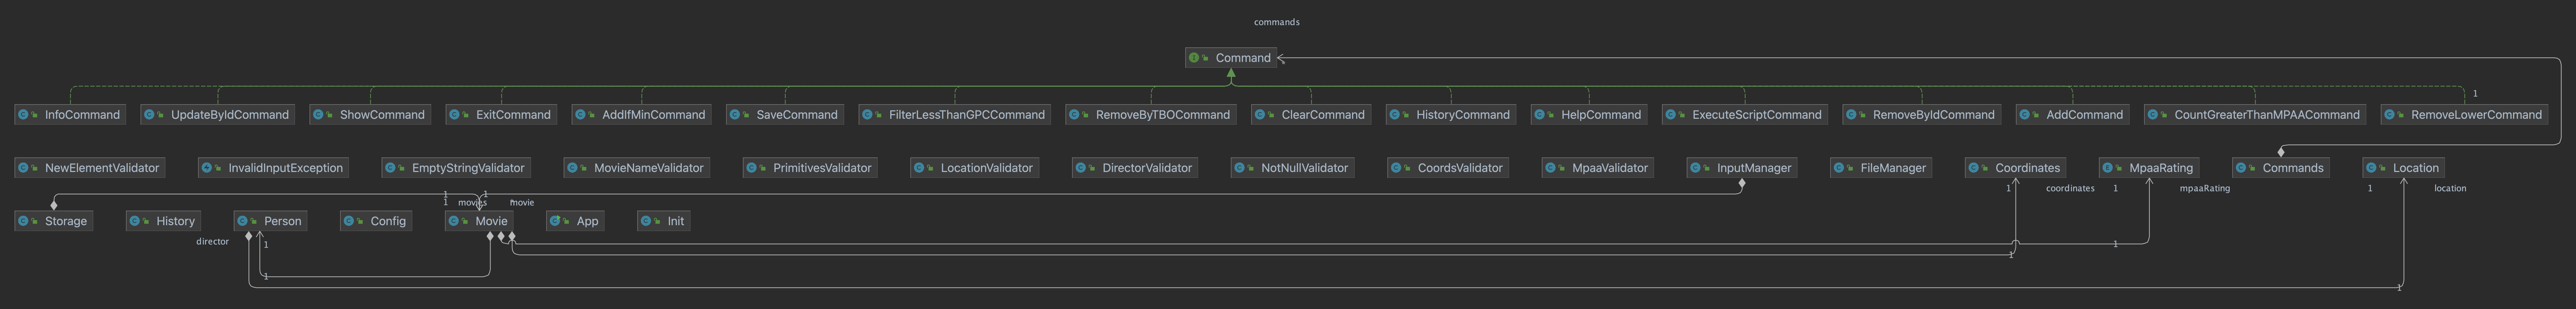 commands
Command
InfoCommand UpdateByIdCommand ShowCommand ExitCommand AddIfMinCommand SaveCommand FilterLessThanGPCCommand RemoveByTBOCommand ClearCommand HistoryCommand HelpCommand ExecuteScriptCommand RemoveByIdCommand AddCommand CountGreaterThanMPAACommand RemoveLowerCommand
1
NewElementValidator InvalidInputException EmptyStringValidator MovieNameValidator PrimitivesValidator LocationValidator DirectorValidator NotNullValidator CoordsValidator MpaaValidator InputManager FileManager Coordinates MpaaRating Commands Location
1 coordinates 1 mpaaRating 1 location
1 1
1 movies * movie
Storage History Person Config Movie App Init
director 1 1
1
1
1